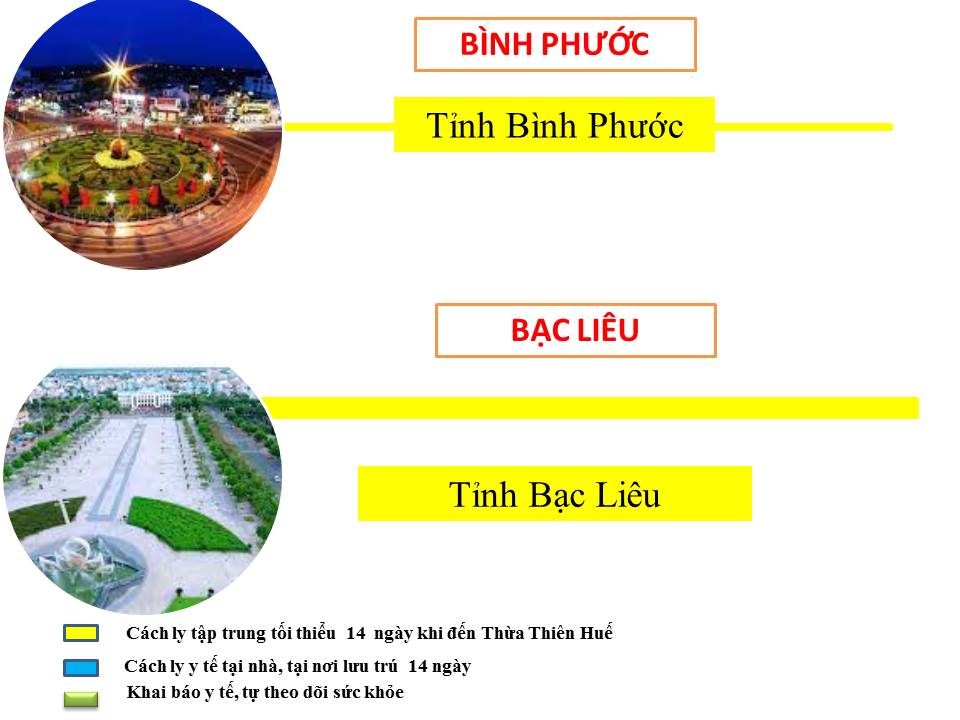 BÌNH PHƯỚC
Tỉnh Bình Phước
BẠC LIÊU
Tỉnh Bạc Liêu
Cách ly tập trung tối thiểu 14 ngày khi đến Thừa Thiên Huế
Cách ly y tế tại nhà, tại nơi lưu trú 14 ngày
Khai báo y tế, tự theo dõi sức khỏe